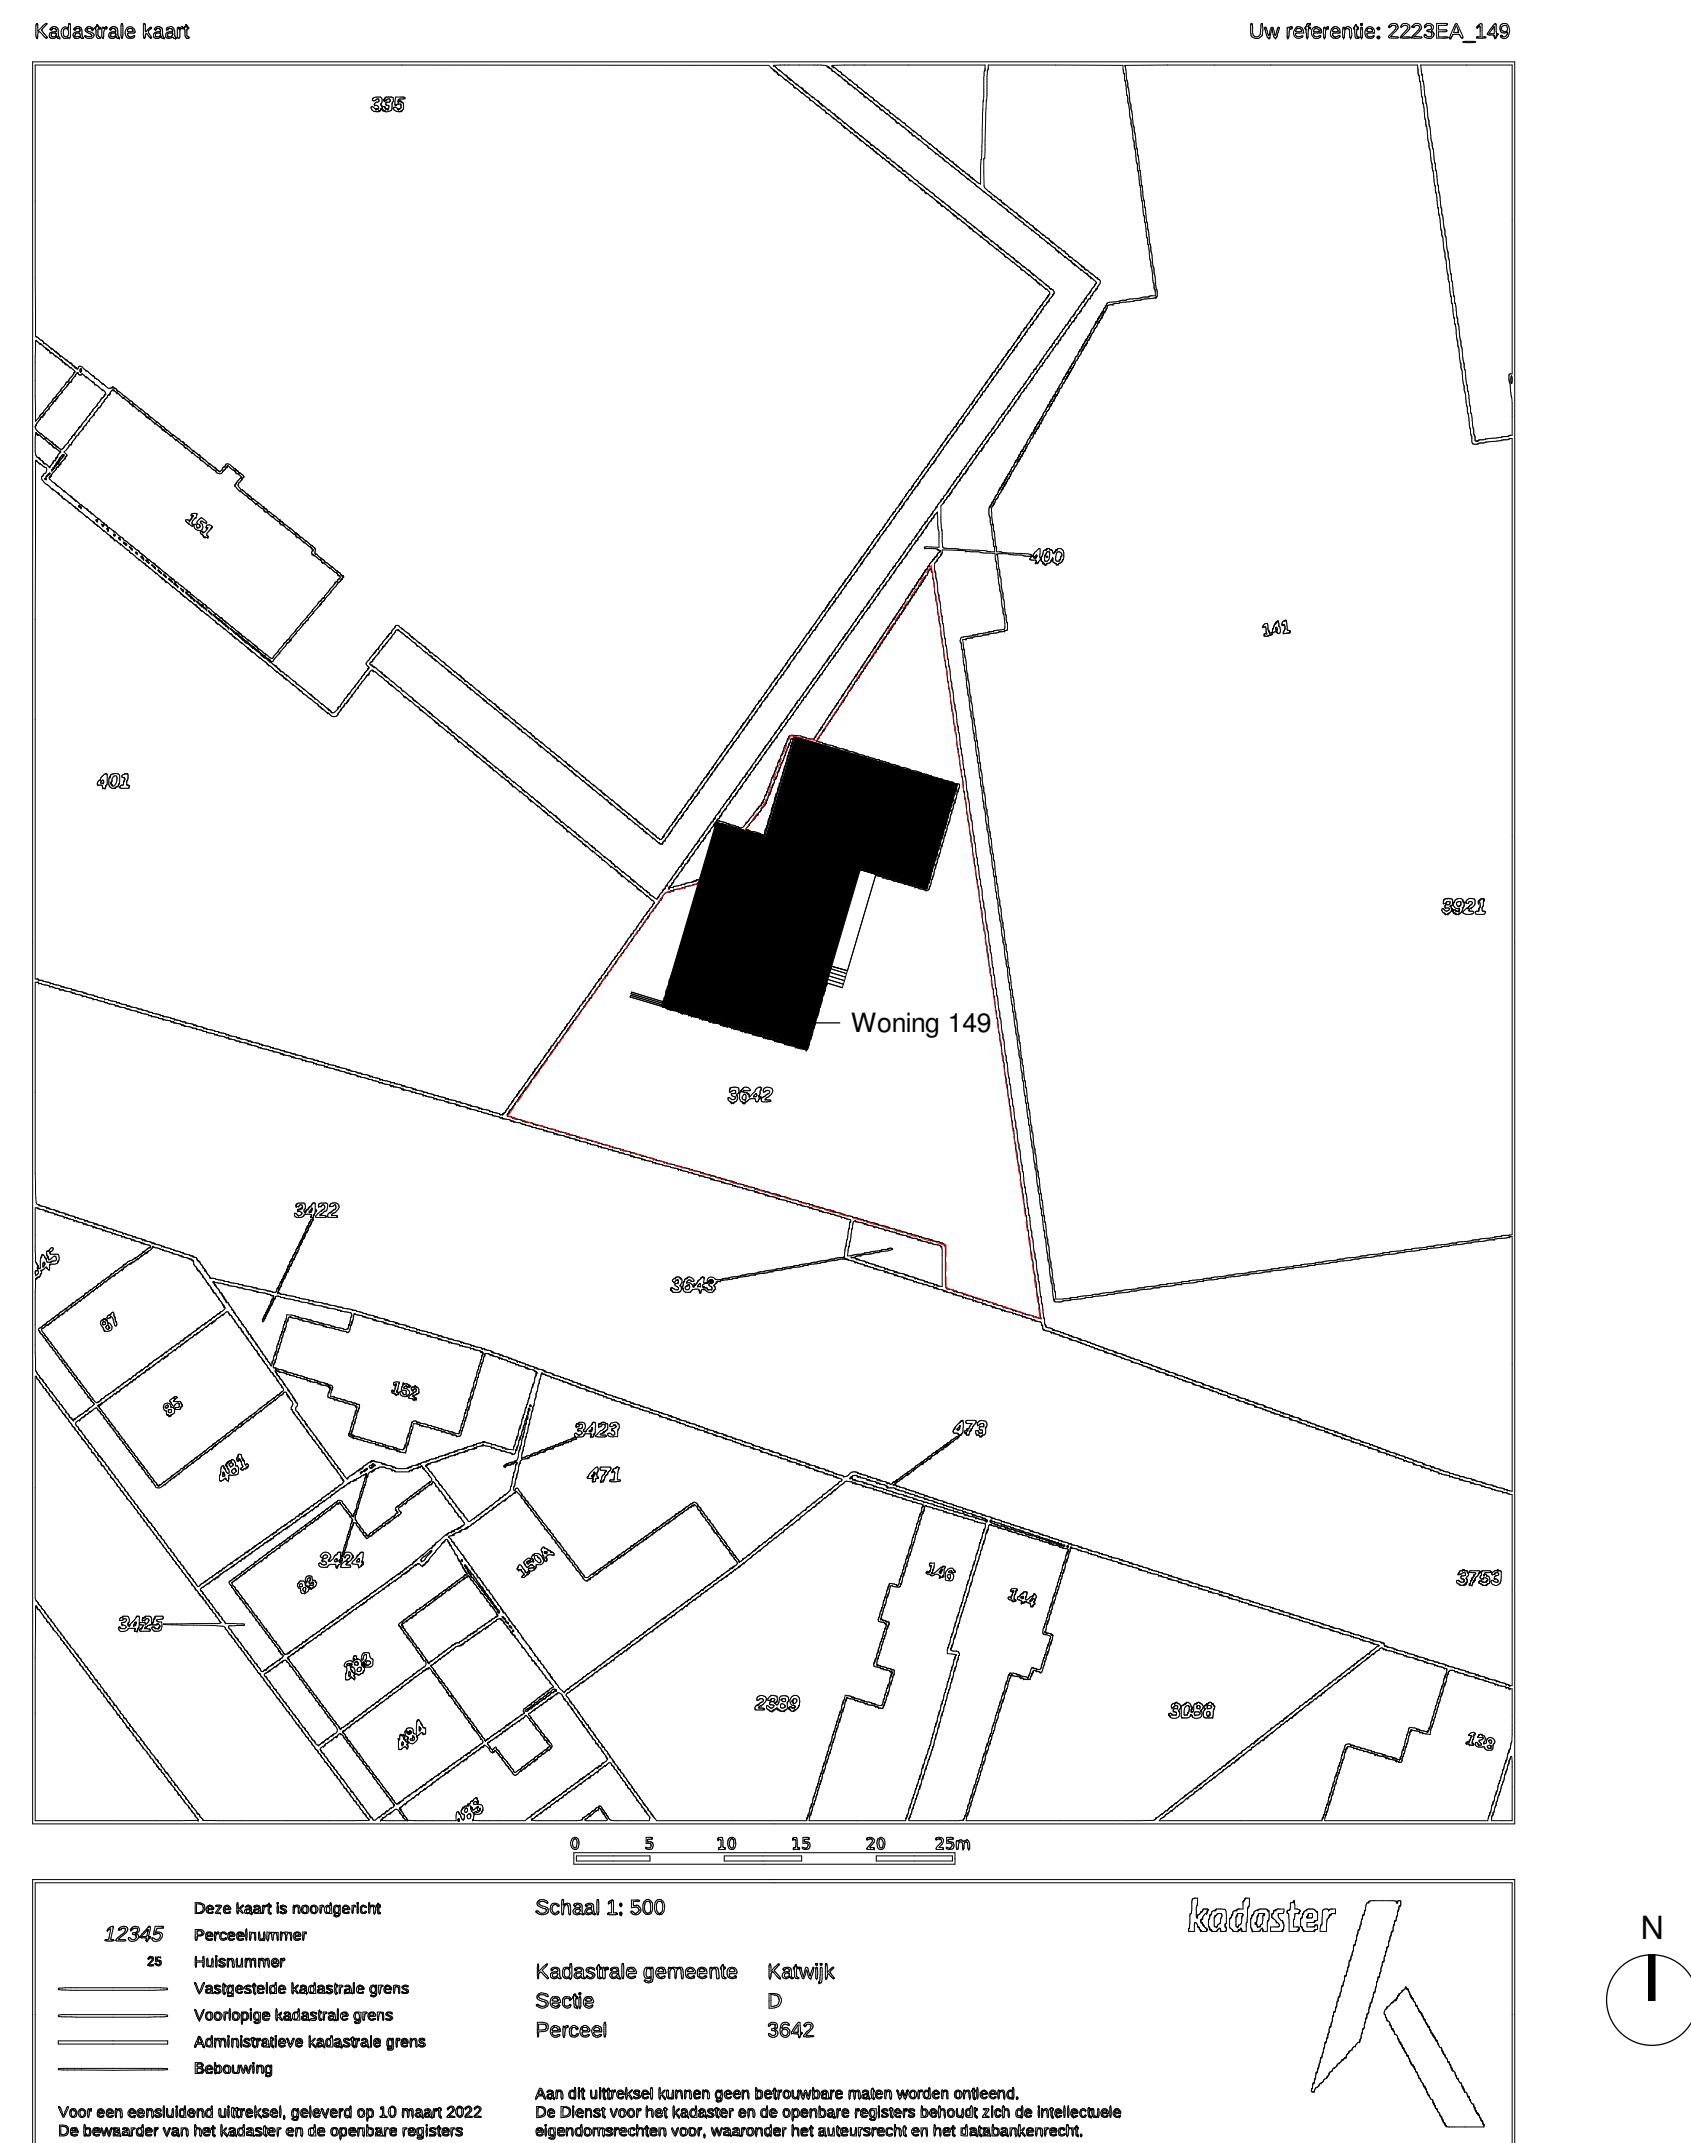 Kadastrale kaart
Uw referentie: 2223EA_149
335
151
400
141
401
3921
Woning 149
3642
3422
3643
87
85
152
481
3423
471
473
3424
83
150A
146
144
3753
3425
483
2389
3098
484
138
485
0 5 10 15 20 25m
Deze kaart is noordgericht
12345 Perceelnummer
25 Huisnummer
Vastgestelde kadastrale grens
Voorlopige kadastrale grens
Administratieve kadastrale grens
Bebouwing
Voor een eensluidend uittreksel, geleverd op 10 maart 2022
De bewaarder van het kadaster en de openbare registers
Schaal 1: 500
Kadastrale gemeente Katwijk
Sectie D
Perceel 3642
Aan dit uittreksel kunnen geen betrouwbare maten worden ontleend.
De Dienst voor het kadaster en de openbare registers behoudt zich de intellectuele
eigendomsrechten voor, waaronder het auteursrecht en het databankenrecht.
kadaster
N